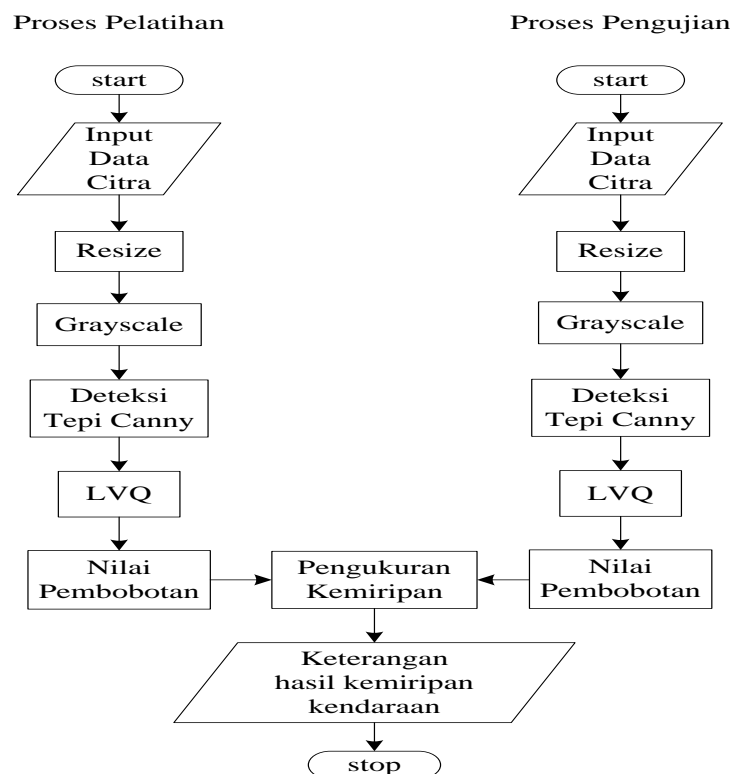 Proses Pelatihan
start
Input
Data
Citra
Resize
Grayscale
Deteksi
Tepi Canny
LVQ
Nilai
Pembobotan
Proses Pengujian
start
Input
Data
Citra
Resize
Grayscale
Deteksi
Tepi Canny
LVQ
Nilai
Pembobotan
Pengukuran
Kemiripan
Keterangan
hasil kemiripan
kendaraan
stop